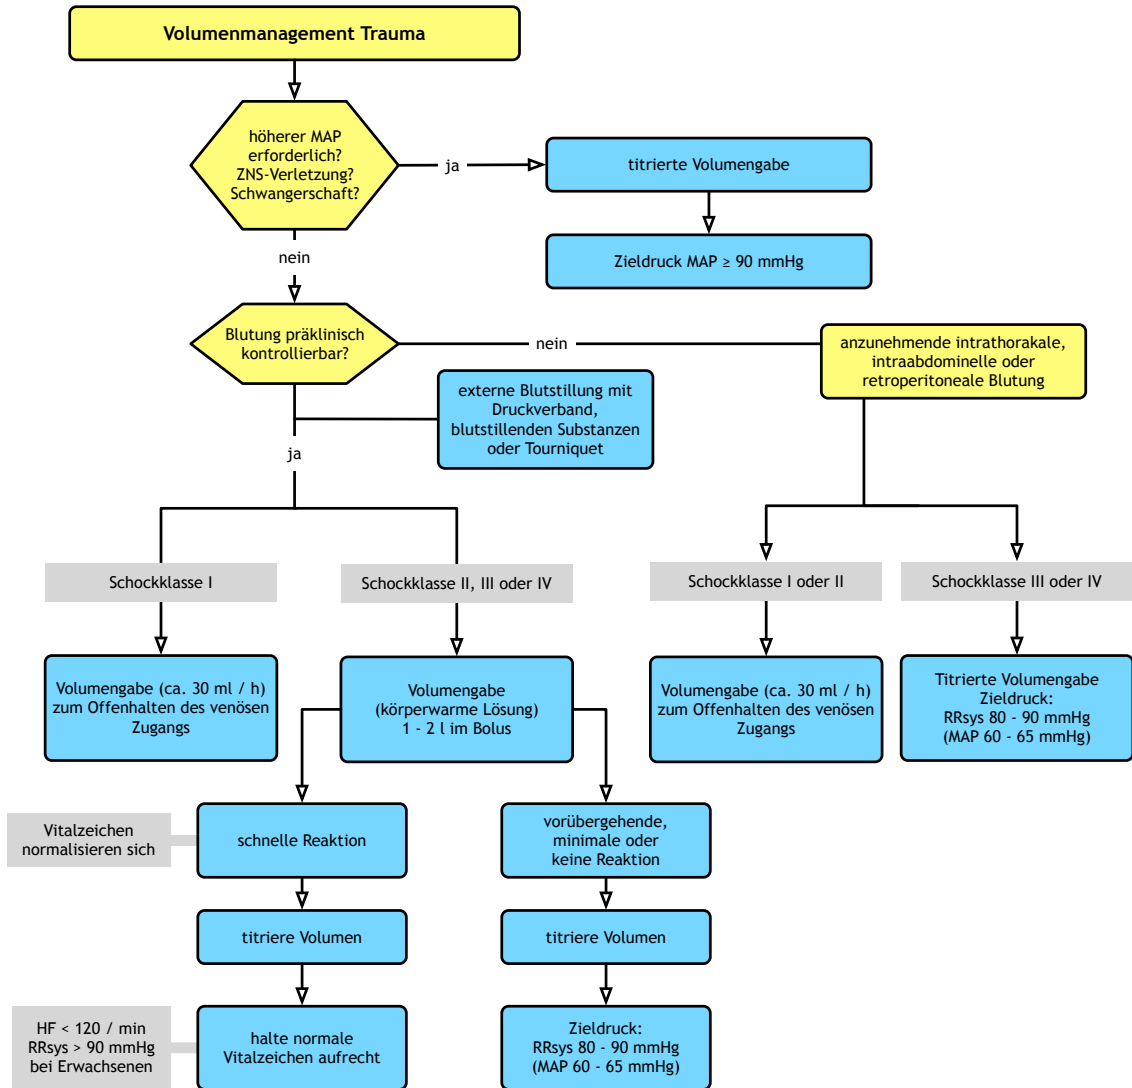 Volumenmanagement Trauma
höherer MAP
erforderlich?
ZNS-Verletzung?
Schwangerschaft?
ja
titrierte Volumengabe
Zieldruck MAP ≥ 90 mmHg
nein
Blutung präklinisch
kontrollierbar?
nein
anzunehmende intrathorakale,
intraabdominelle oder
retroperitoneale Blutung
externe Blutstillung mit
Druckverband,
blutstillenden Substanzen
oder Tourniquet
ja
Schockklasse I
Schockklasse II, III oder IV
Schockklasse I oder II
Schockklasse III oder IV
Volumengabe (ca. 30 ml / h)
zum Offenhalten des venösen
Zugangs
Volumengabe
(körperwarme Lösung)
1 - 2 l im Bolus
Volumengabe (ca. 30 ml / h)
zum Offenhalten des venösen
Zugangs
Titrierte Volumengabe
Zieldruck:
RRsys 80 - 90 mmHg
(MAP 60 - 65 mmHg)
Vitalzeichen
normalisieren sich
schnelle Reaktion
vorübergehende,
minimale oder
keine Reaktion
titriere Volumen
titriere Volumen
HF < 120 / min
RRsys > 90 mmHg
bei Erwachsenen
halte normale
Vitalzeichen aufrecht
Zieldruck:
RRsys 80 - 90 mmHg
(MAP 60 - 65 mmHg)